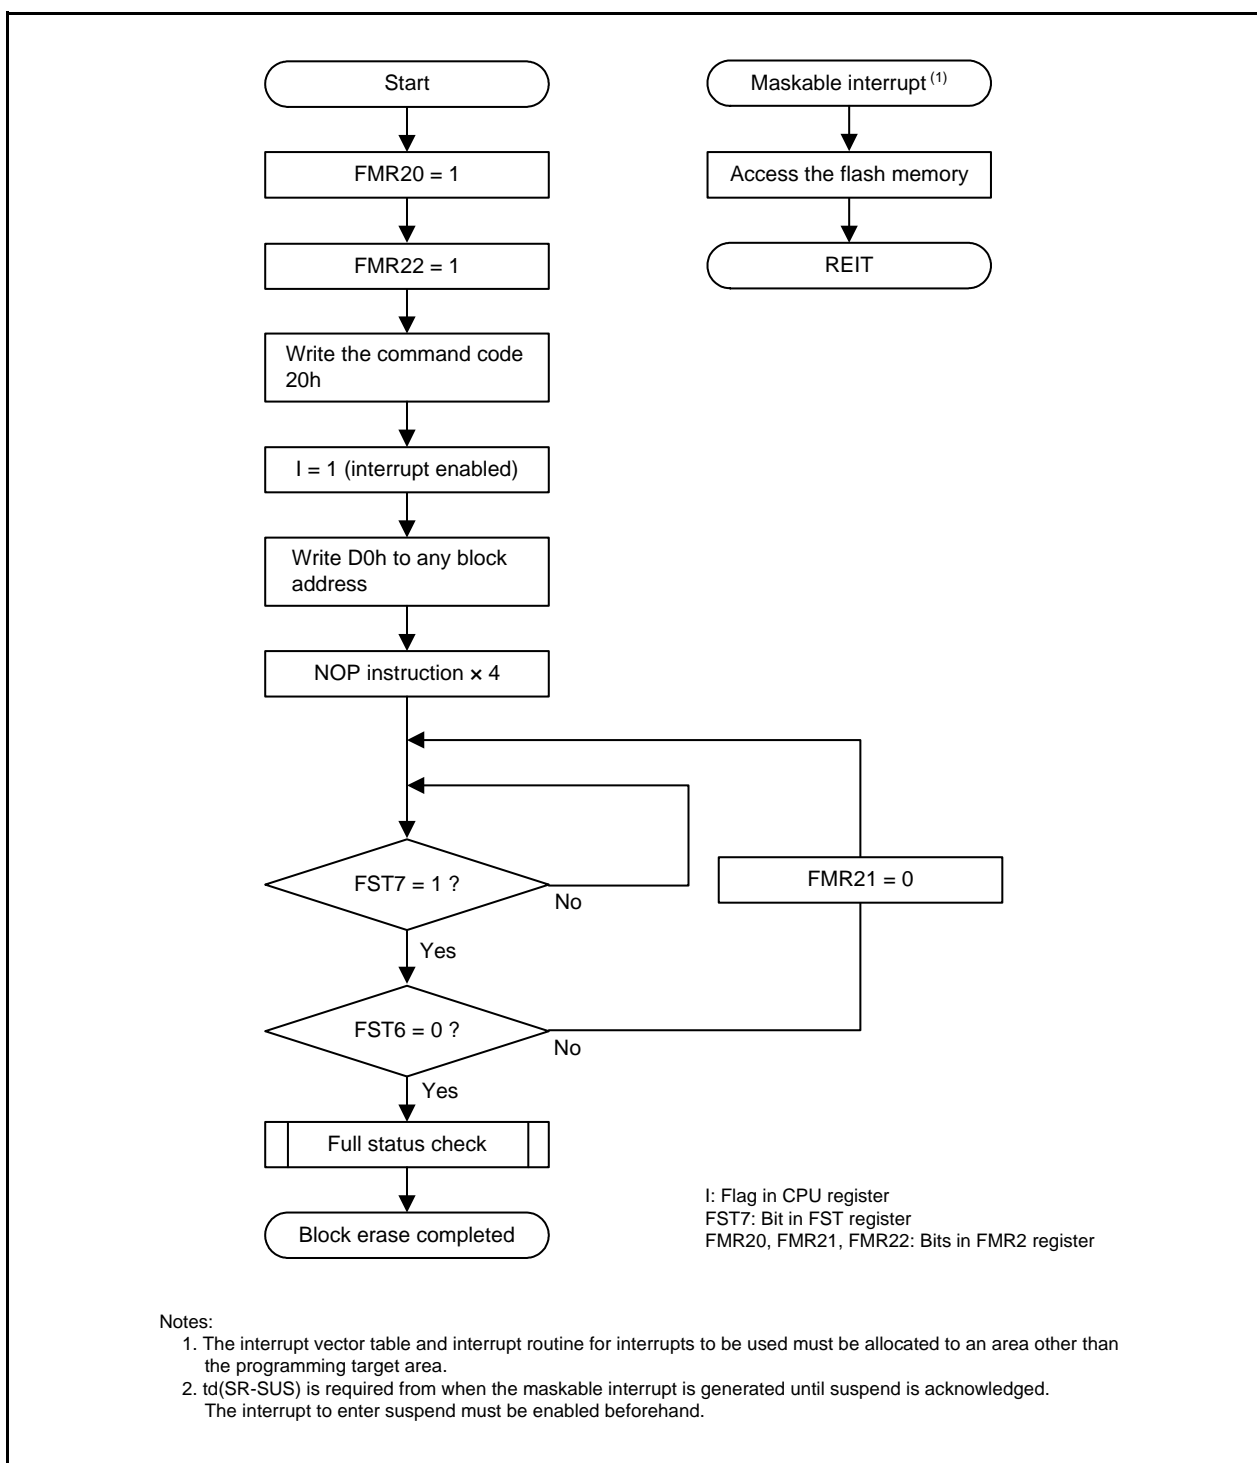 Start
FMR20 = 1
FMR22 = 1
Write the command code
20h
I = 1 (interrupt enabled)
Write D0h to any block
address
NOP instruction × 4
FST7 = 1 ?
No
Yes
FST6 = 0 ?
No
Yes
Full status check
Block erase completed
FMR21 = 0
Maskable interrupt (1)
Access the flash memory
REIT
I: Flag in CPU register
FST7: Bit in FST register
FMR20, FMR21, FMR22: Bits in FMR2 register
Notes:
1. The interrupt vector table and interrupt routine for interrupts to be used must be allocated to an area other than
the programming target area.
2. td(SR-SUS) is required from when the maskable interrupt is generated until suspend is acknowledged.
The interrupt to enter suspend must be enabled beforehand.